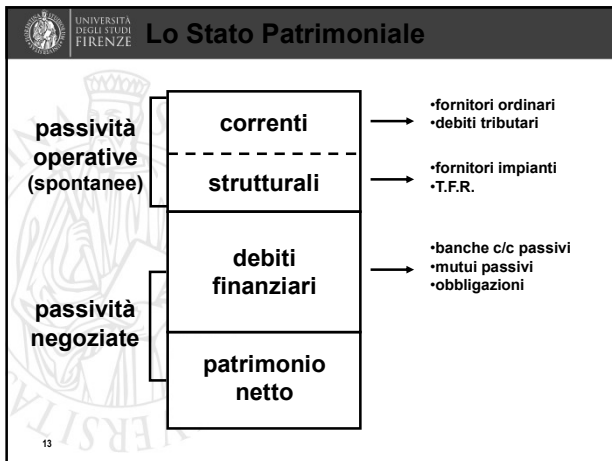 UNIVERSITÀ
DEGLI STUDI
FIRENZE
Lo Stato Patrimoniale
passività
operative
(spontanee)
correnti
•fornitori ordinari
•debiti tributari
strutturali
•fornitori impianti
•T.F.R.
debiti
finanziari
•banche c/c passivi
•mutui passivi
•obbligazioni
passività
negoziate
patrimonio
netto
13